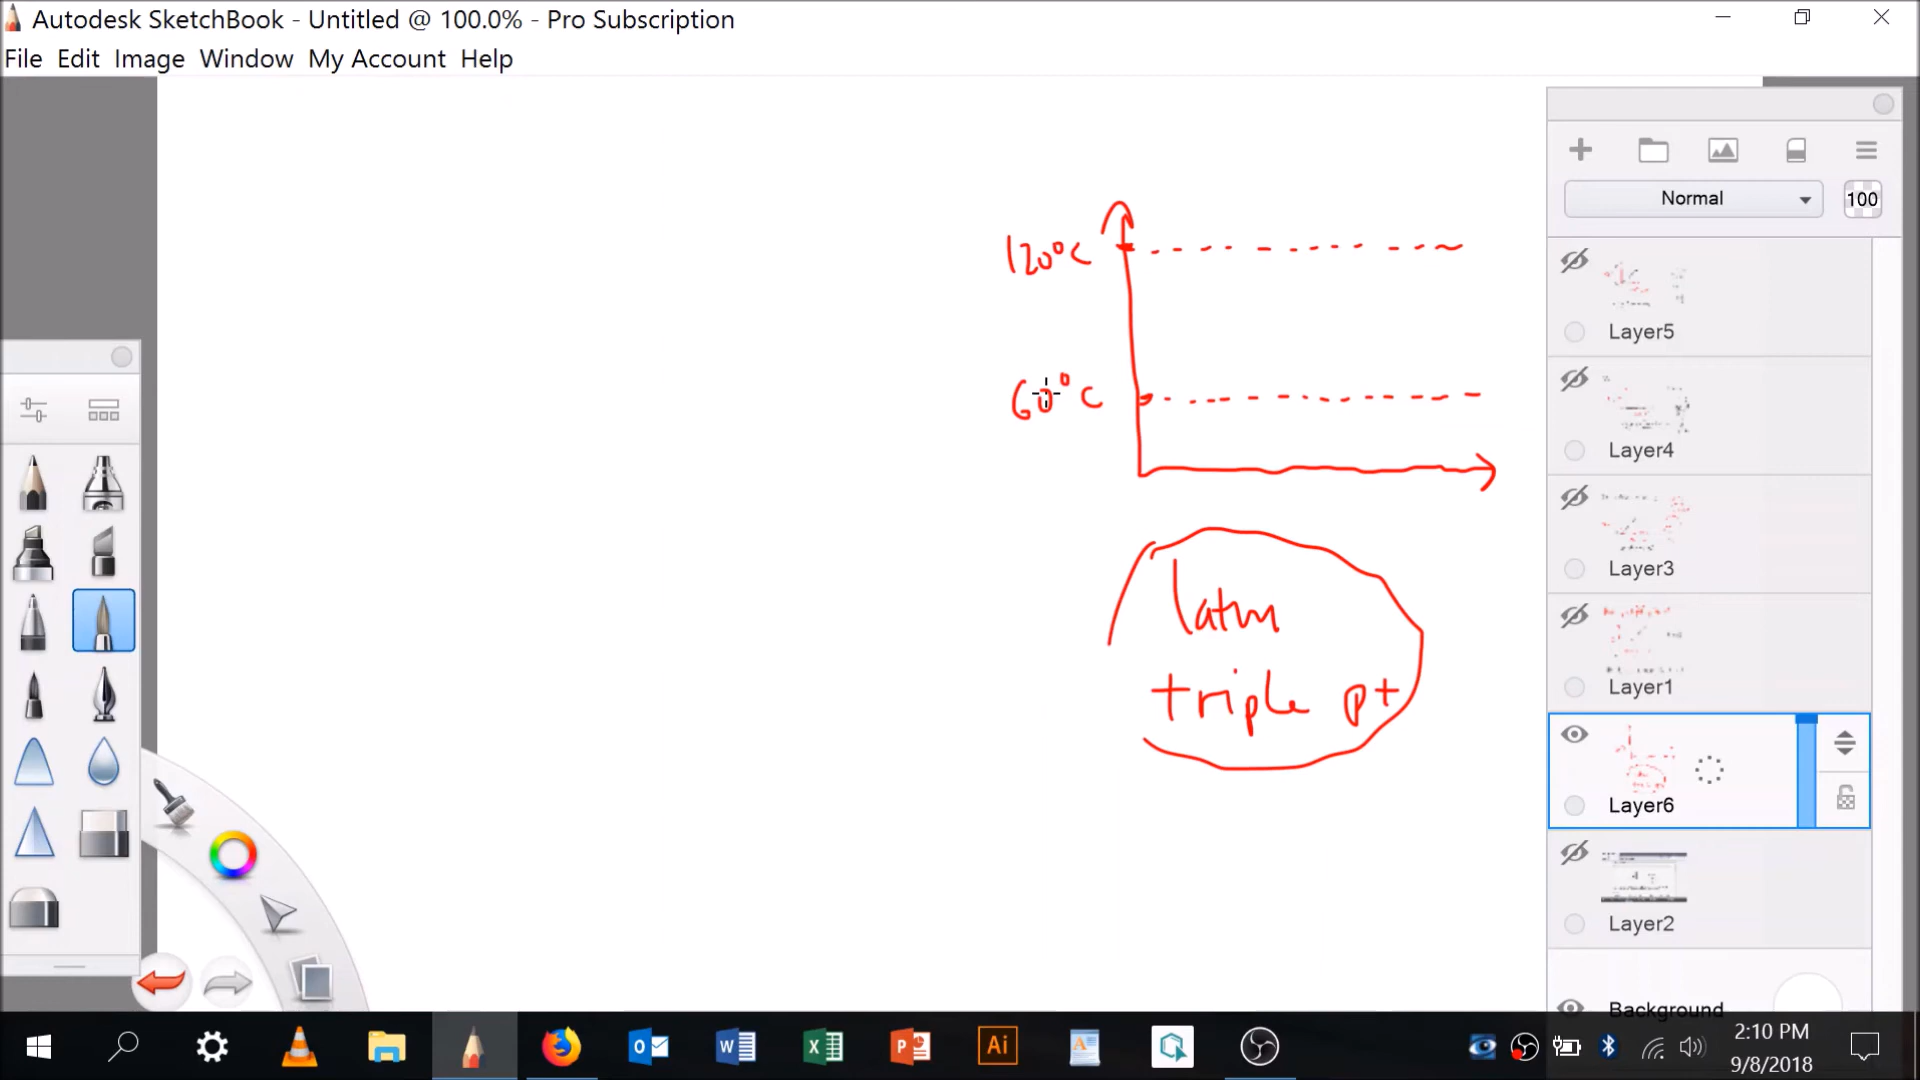 Autodesk SketchBook - Untitled @ 100.0% - Pro Subscription
File Edit Image Window My Account Help
Normal
100
120°C
60°C
1atm
triple pt
Layer5
Layer4
Layer3
Layer1
Layer6
Layer2
Background
Ai
2:10 PM
9/8/2018